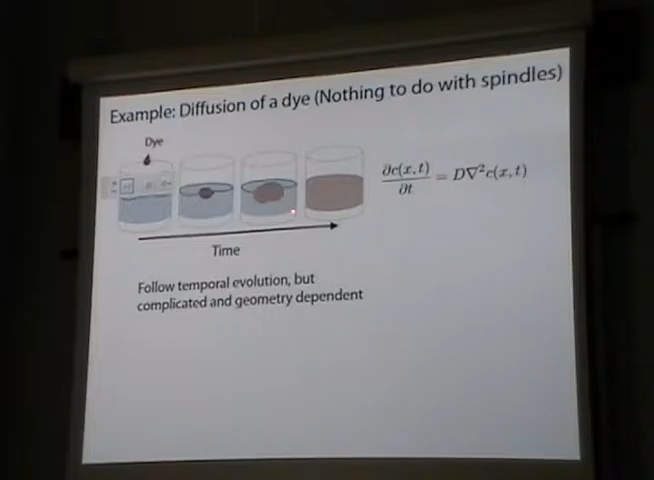 Example: Diffusion of a dye (Nothing to do with spindles)
Dye
∂c(x,t)/∂t = D∇²c(x,t)
Time
Follow temporal evolution, but
complicated and geometry dependent